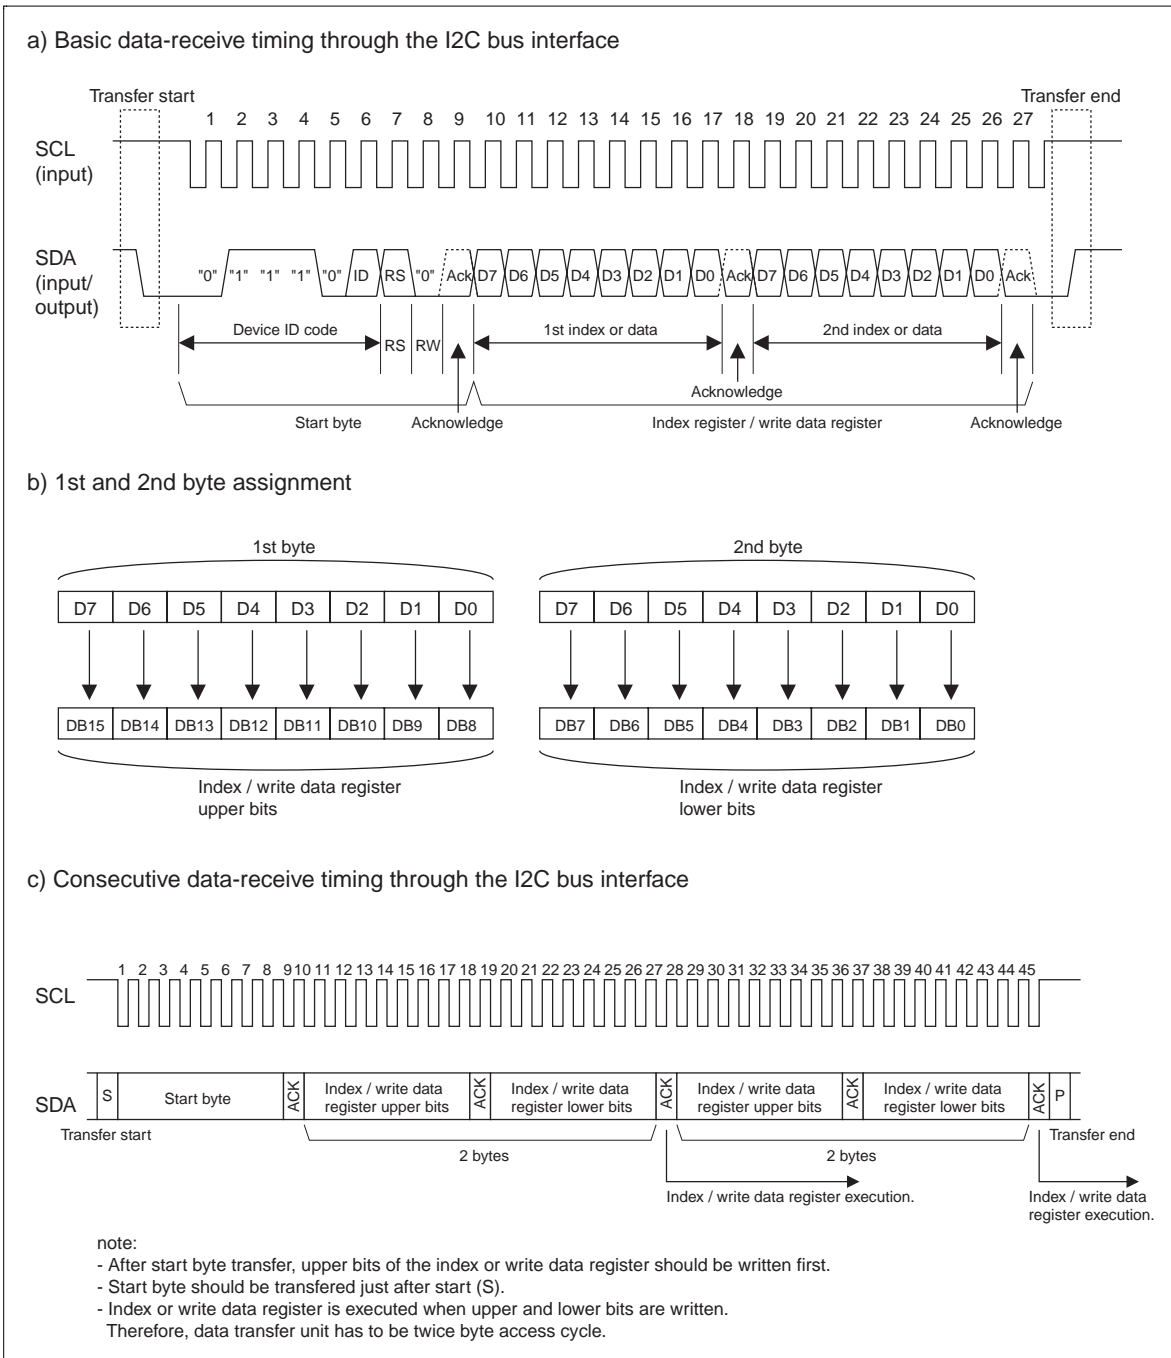 a) Basic data-receive timing through the I2C bus interface
Transfer start
Transfer end
1 2 3 4 5 6 7 8 9 10 11 12 13 14 15 16 17 18 19 20 21 22 23 24 25 26 27
SCL
(input)
SDA
(input/
output)
"0" "1" "1" "1" "0" ID RS "0" Ack D7 D6 D5 D4 D3 D2 D1 D0 Ack D7 D6 D5 D4 D3 D2 D1 D0 Ack
Device ID code
RS
RW
1st index or data
2nd index or data
Acknowledge
Start byte
Acknowledge
Index register / write data register
Acknowledge
b) 1st and 2nd byte assignment
1st byte
2nd byte
D7 D6 D5 D4 D3 D2 D1 D0
D7 D6 D5 D4 D3 D2 D1 D0
DB15 DB14 DB13 DB12 DB11 DB10 DB9 DB8
DB7 DB6 DB5 DB4 DB3 DB2 DB1 DB0
Index / write data register
upper bits
Index / write data register
lower bits
c) Consecutive data-receive timing through the I2C bus interface
1 2 3 4 5 6 7 8 9 10 11 12 13 14 15 16 17 18 19 20 21 22 23 24 25 26 27 28 29 30 31 32 33 34 35 36 37 38 39 40 41 42 43 44 45
SCL
SDA
S
Start byte
ACK
Index / write data
register upper bits
ACK
Index / write data
register lower bits
ACK
Index / write data
register upper bits
ACK
Index / write data
register lower bits
ACK
P
Transfer start
2 bytes
2 bytes
Transfer end
Index / write data register execution.
Index / write data
register execution.
note:
- After start byte transfer, upper bits of the index or write data register should be written first.
- Start byte should be transfered just after start (S).
- Index or write data register is executed when upper and lower bits are written.
Therefore, data transfer unit has to be twice byte access cycle.